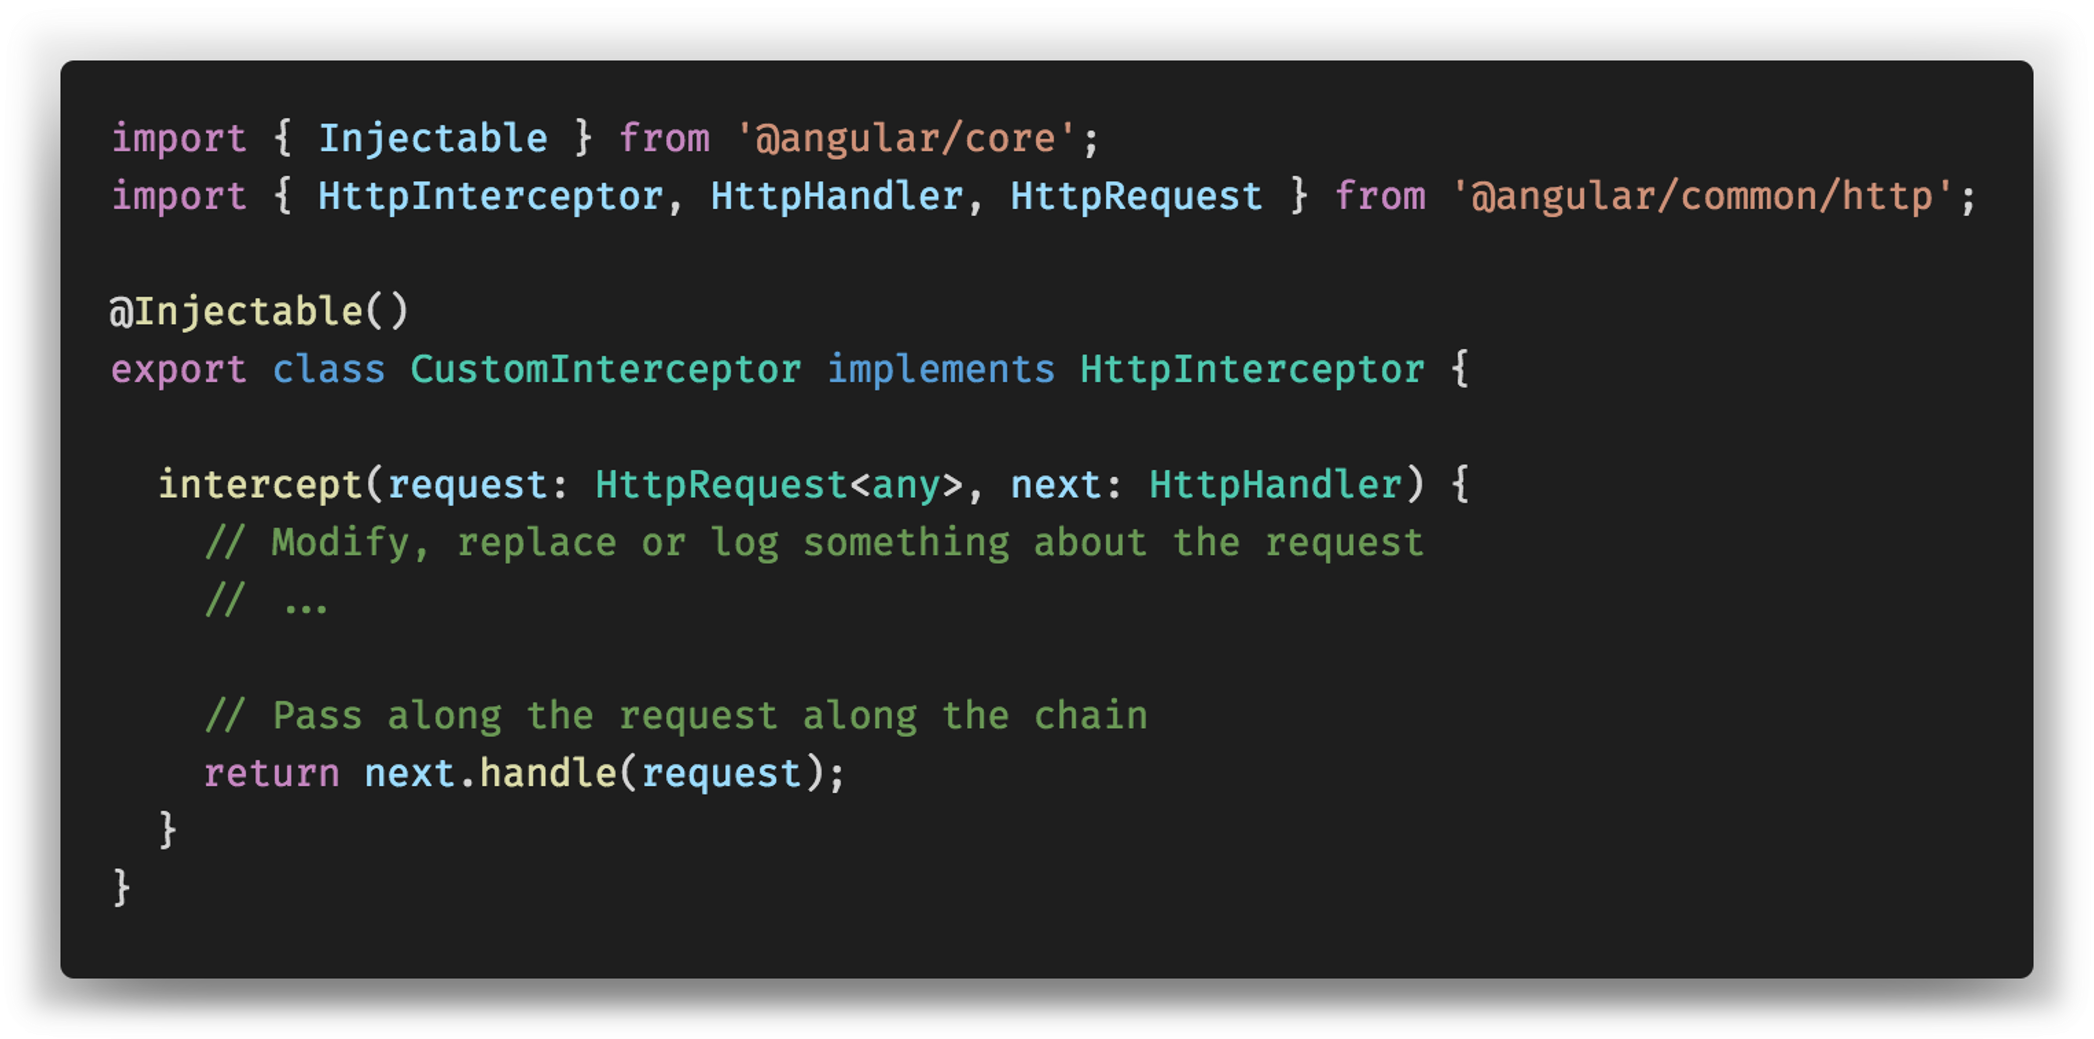 import { Injectable } from '@angular/core';
import { HttpInterceptor, HttpHandler, HttpRequest } from '@angular/common/http';
@Injectable()
export class CustomInterceptor implements HttpInterceptor {
intercept(request: HttpRequest<any>, next: HttpHandler) {
// Modify, replace or log something about the request
// ...
// Pass along the request along the chain
return next.handle(request);
}
}